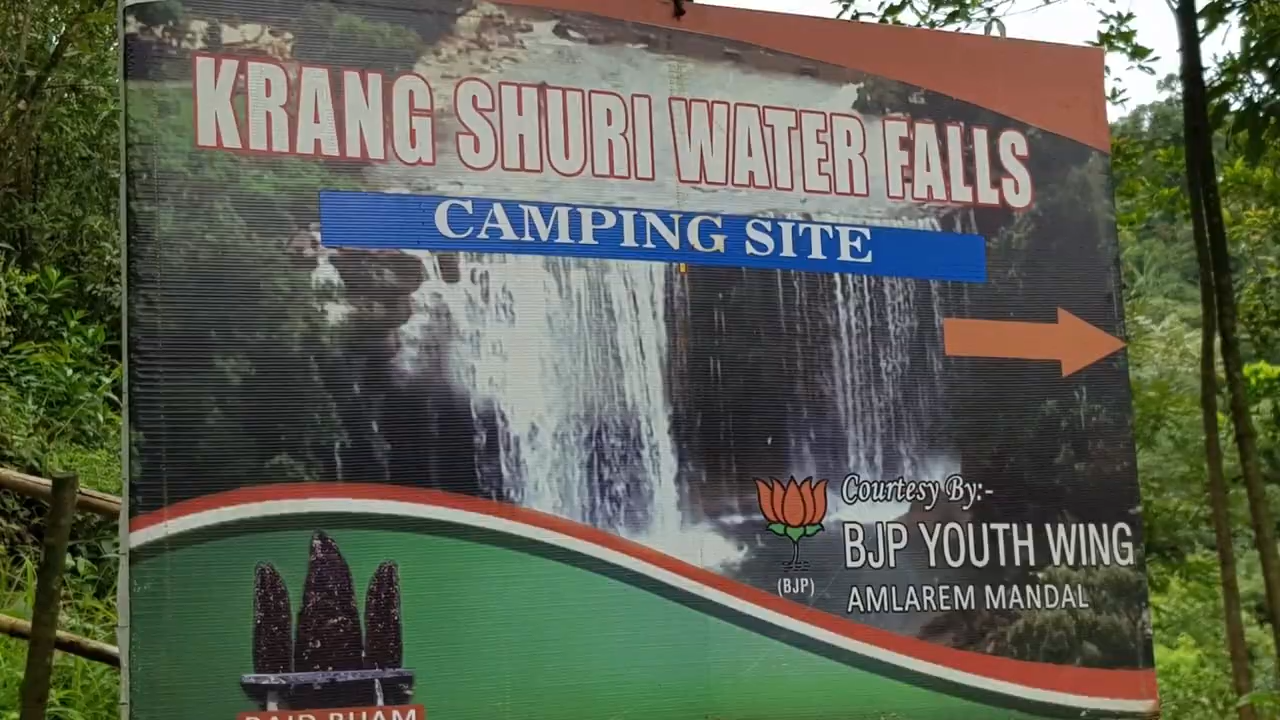 KRANG SHURI WATER FALLS
CAMPING SITE
Courtesy By:-
BJP YOUTH WING
(BJP)
AMLAREM MANDAL